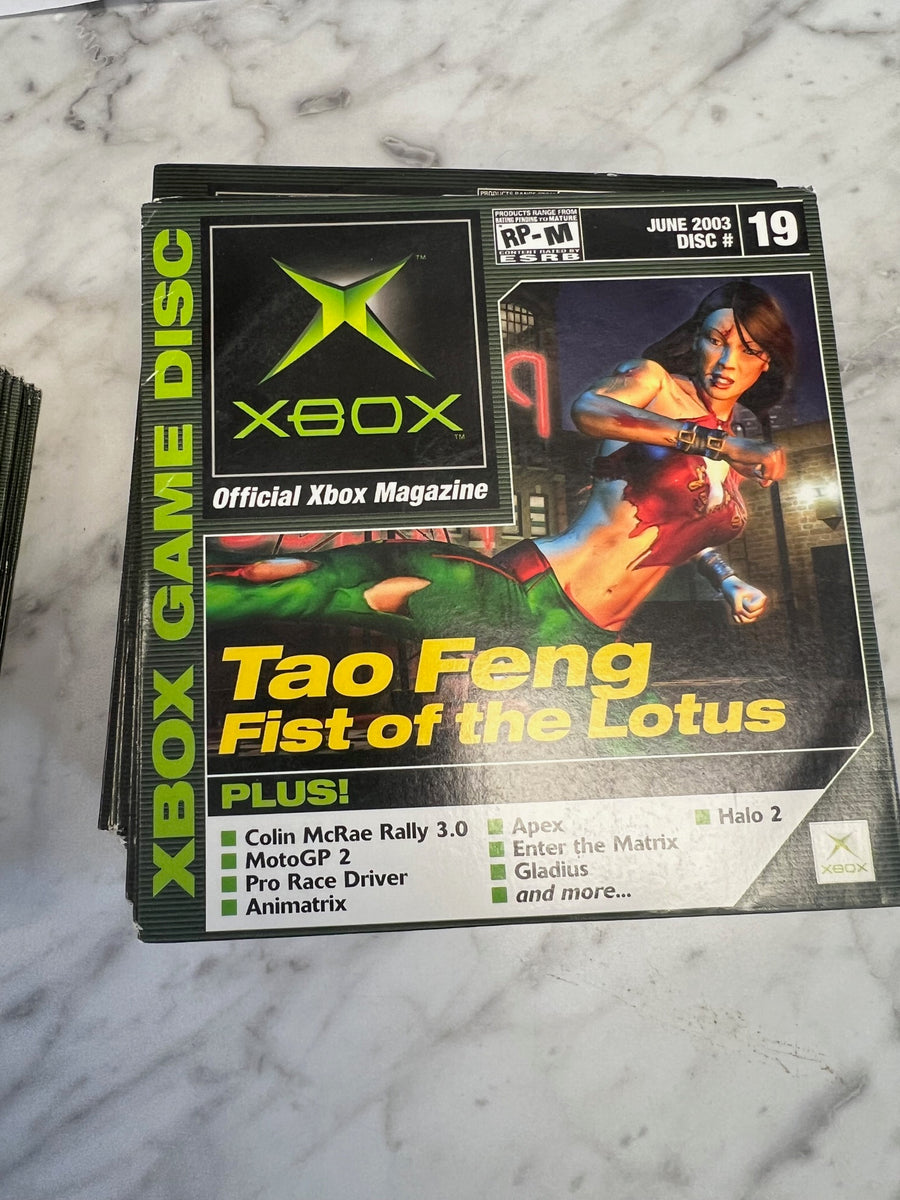 XBOX GAME DISC
XBOX
TM
TM
Official Xbox Magazine
PRODUCTS RANGE FROM
RATING PENDING TO MATURE
RP-M
CONTENT RATED BY
ESRB
JUNE 2003
DISC #
19
Tao Feng
Fist of the Lotus
PLUS!
Colin McRae Rally 3.0
MotoGP 2
Pro Race Driver
Animatrix
Apex
Enter the Matrix
Gladius
and more...
Halo 2
XBOX